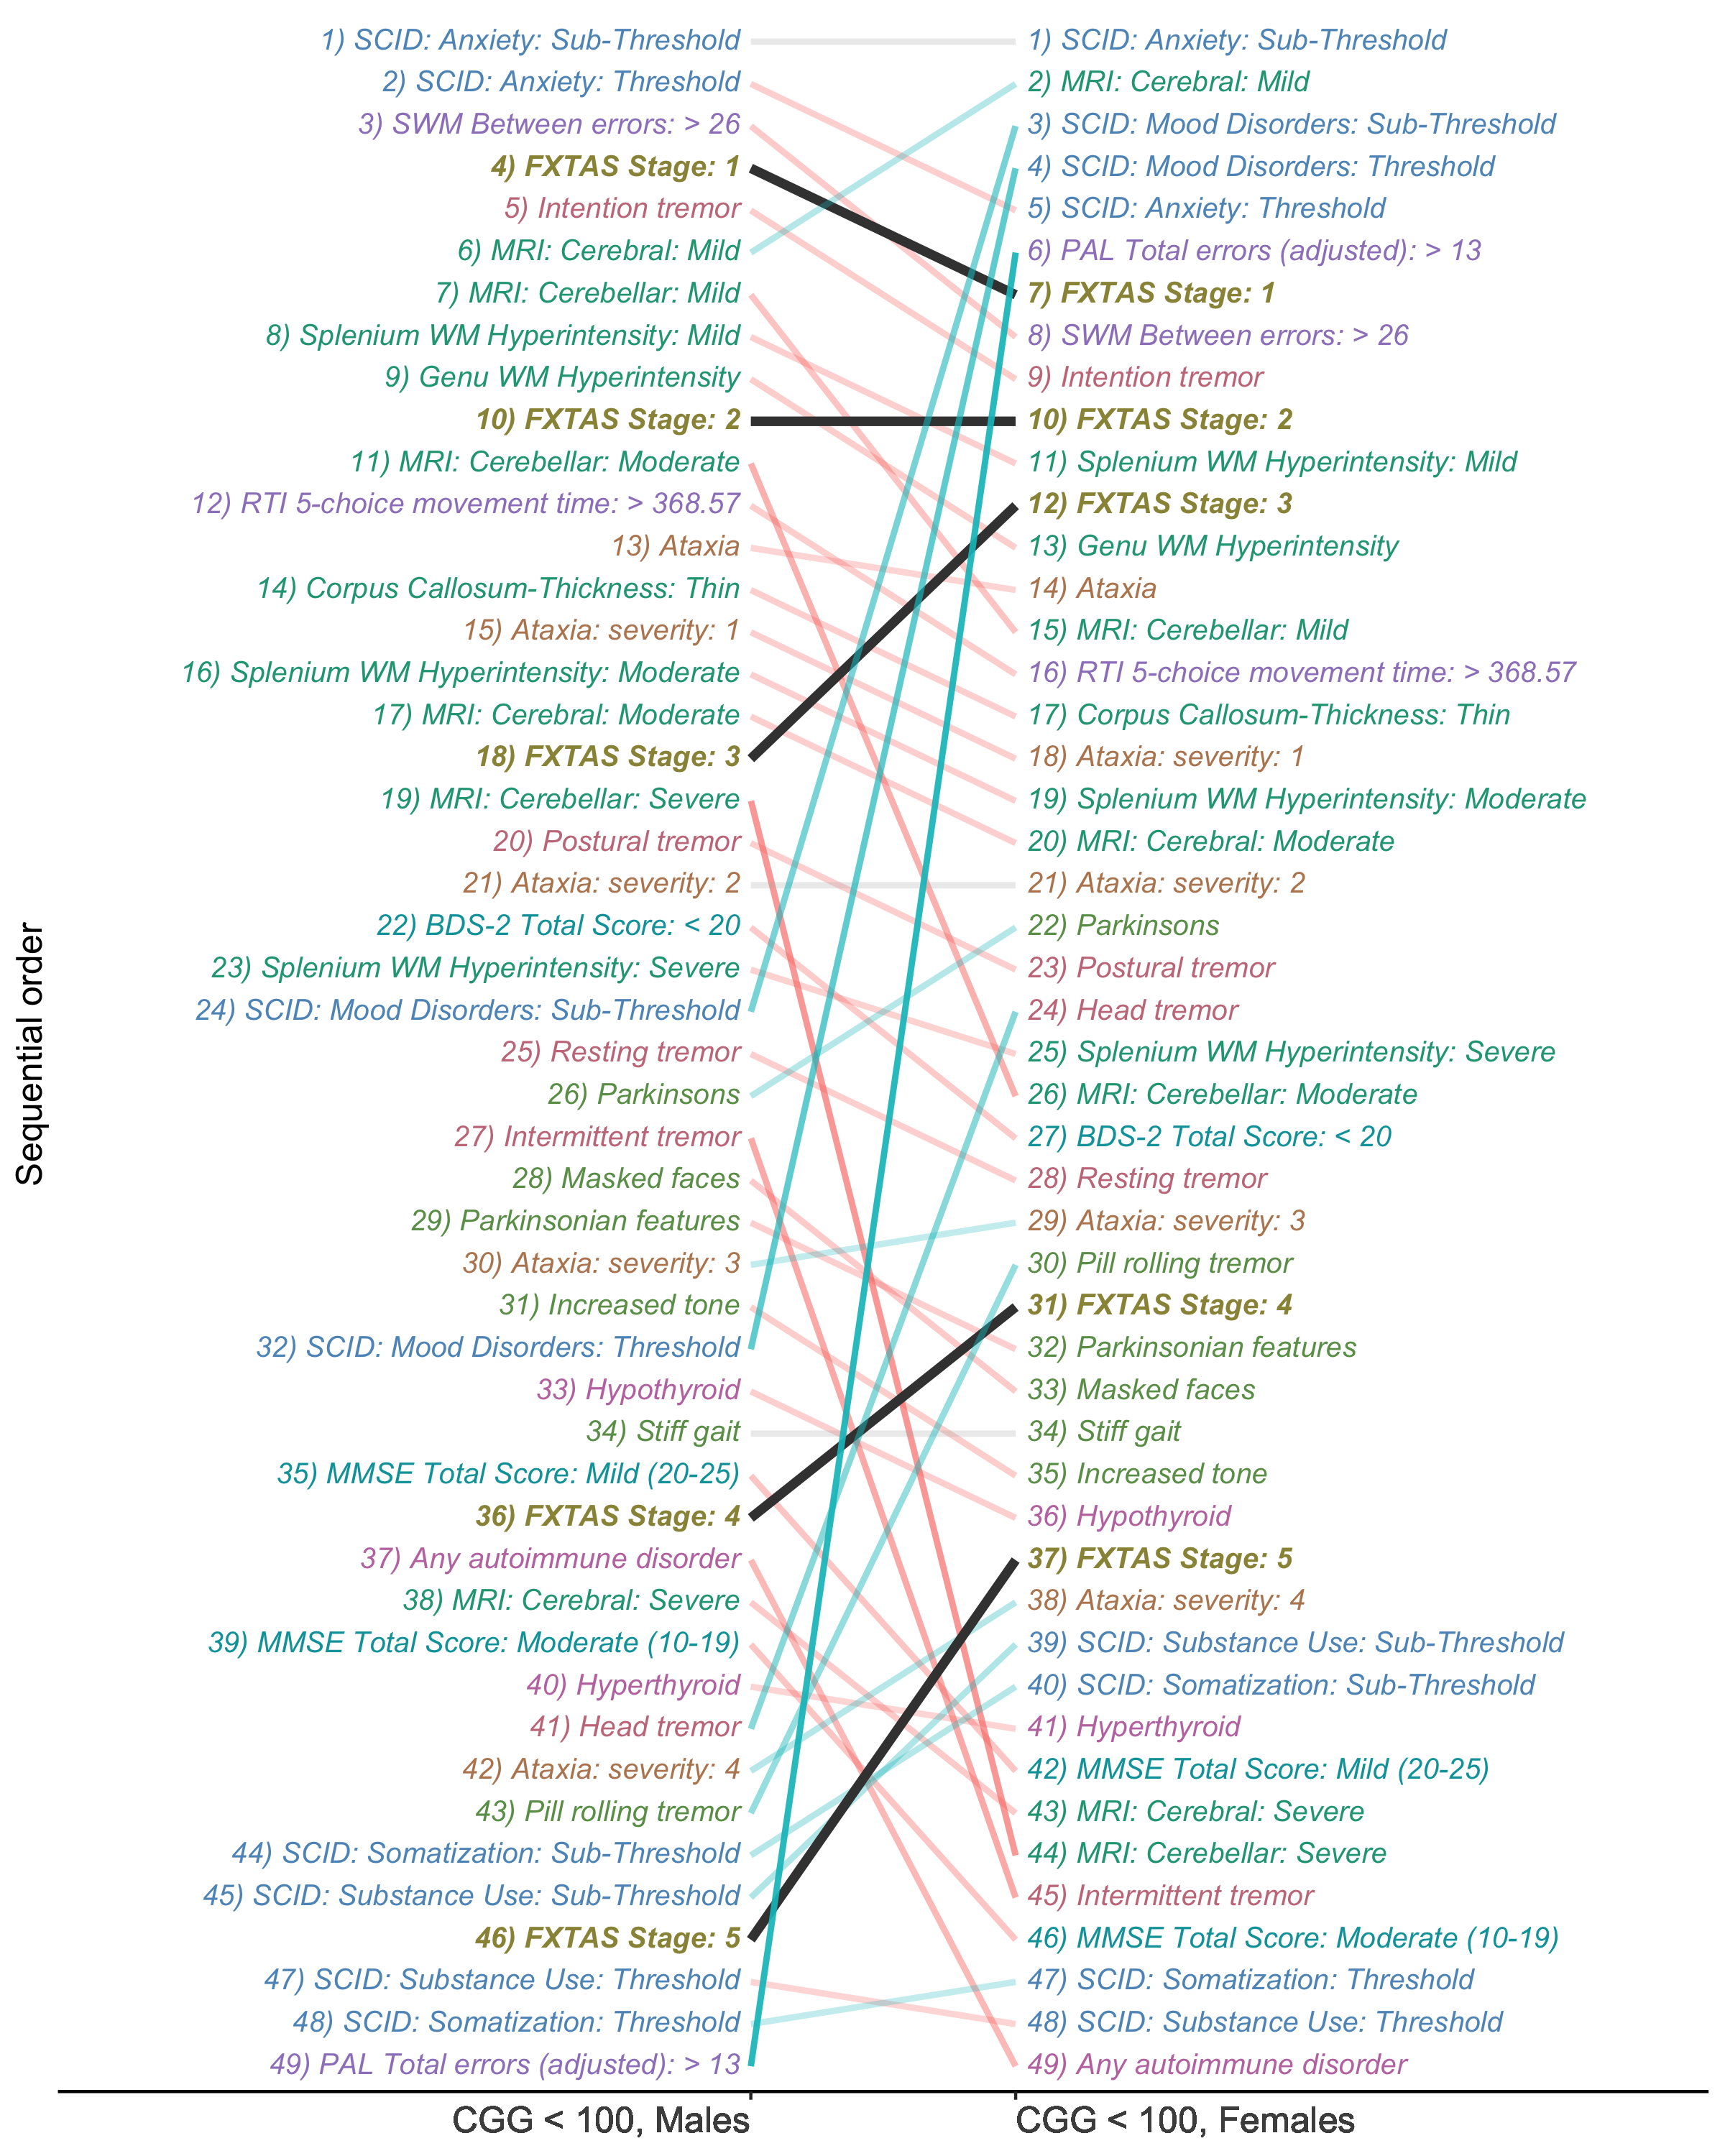 Sequential order
1) SCID: Anxiety: Sub-Threshold
2) SCID: Anxiety: Threshold
3) SWM Between errors: > 26
4) FXTAS Stage: 1
5) Intention tremor
6) MRI: Cerebral: Mild
7) MRI: Cerebellar: Mild
8) Splenium WM Hyperintensity: Mild
9) Genu WM Hyperintensity
10) FXTAS Stage: 2
11) MRI: Cerebellar: Moderate
12) RTI 5-choice movement time: > 368.57
13) Ataxia
14) Corpus Callosum-Thickness: Thin
15) Ataxia: severity: 1
16) Splenium WM Hyperintensity: Moderate
17) MRI: Cerebral: Moderate
18) FXTAS Stage: 3
19) MRI: Cerebellar: Severe
20) Postural tremor
21) Ataxia: severity: 2
22) BDS-2 Total Score: < 20
23) Splenium WM Hyperintensity: Severe
24) SCID: Mood Disorders: Sub-Threshold
25) Resting tremor
26) Parkinsons
27) Intermittent tremor
28) Masked faces
29) Parkinsonian features
30) Ataxia: severity: 3
31) Increased tone
32) SCID: Mood Disorders: Threshold
33) Hypothyroid
34) Stiff gait
35) MMSE Total Score: Mild (20-25)
36) FXTAS Stage: 4
37) Any autoimmune disorder
38) MRI: Cerebral: Severe
39) MMSE Total Score: Moderate (10-19)
40) Hyperthyroid
41) Head tremor
42) Ataxia: severity: 4
43) Pill rolling tremor
44) SCID: Somatization: Sub-Threshold
45) SCID: Substance Use: Sub-Threshold
46) FXTAS Stage: 5
47) SCID: Substance Use: Threshold
48) SCID: Somatization: Threshold
49) PAL Total errors (adjusted): > 13
1) SCID: Anxiety: Sub-Threshold
2) MRI: Cerebral: Mild
3) SCID: Mood Disorders: Sub-Threshold
4) SCID: Mood Disorders: Threshold
5) SCID: Anxiety: Threshold
6) PAL Total errors (adjusted): > 13
7) FXTAS Stage: 1
8) SWM Between errors: > 26
9) Intention tremor
10) FXTAS Stage: 2
11) Splenium WM Hyperintensity: Mild
12) FXTAS Stage: 3
13) Genu WM Hyperintensity
14) Ataxia
15) MRI: Cerebellar: Mild
16) RTI 5-choice movement time: > 368.57
17) Corpus Callosum-Thickness: Thin
18) Ataxia: severity: 1
19) Splenium WM Hyperintensity: Moderate
20) MRI: Cerebral: Moderate
21) Ataxia: severity: 2
22) Parkinsons
23) Postural tremor
24) Head tremor
25) Splenium WM Hyperintensity: Severe
26) MRI: Cerebellar: Moderate
27) BDS-2 Total Score: < 20
28) Resting tremor
29) Ataxia: severity: 3
30) Pill rolling tremor
31) FXTAS Stage: 4
32) Parkinsonian features
33) Masked faces
34) Stiff gait
35) Increased tone
36) Hypothyroid
37) FXTAS Stage: 5
38) Ataxia: severity: 4
39) SCID: Substance Use: Sub-Threshold
40) SCID: Somatization: Sub-Threshold
41) Hyperthyroid
42) MMSE Total Score: Mild (20-25)
43) MRI: Cerebral: Severe
44) MRI: Cerebellar: Severe
45) Intermittent tremor
46) MMSE Total Score: Moderate (10-19)
47) SCID: Somatization: Threshold
48) SCID: Substance Use: Threshold
49) Any autoimmune disorder
CGG < 100, Males
CGG < 100, Females